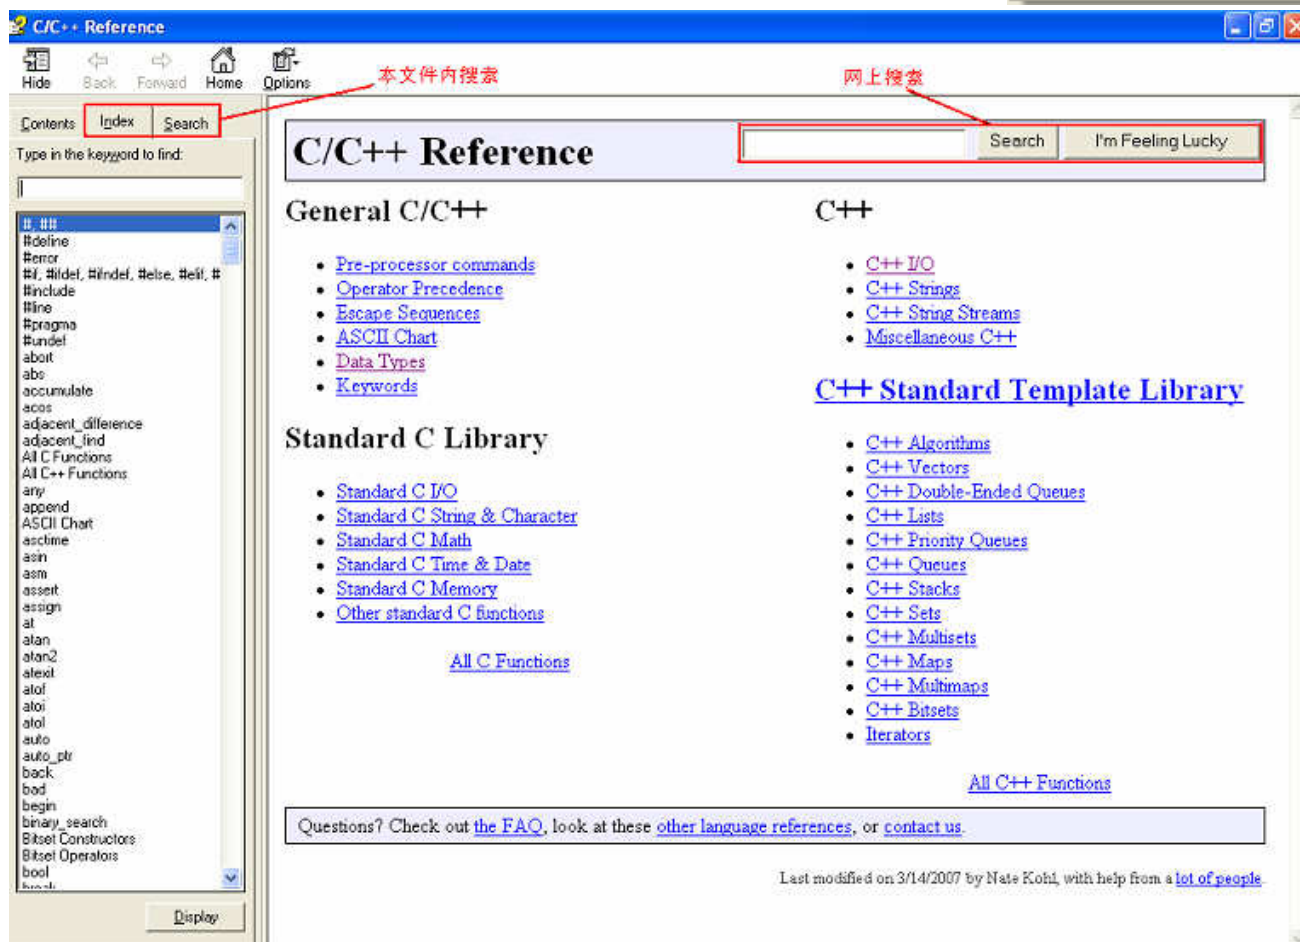 C/C++ Reference
Hide Back Forward Home Options
本文件内搜索
网上搜索
Contents Index Search
Type in the keyword to find:
#, ##
#define
#error
#if, #ifdef, #ifndef, #else, #elif, #
#include
#line
#pragma
#undef
abort
abs
accumulate
acos
adjacent_difference
adjacent_find
All C Functions
All C++ Functions
any
append
ASCII Chart
asctime
asin
asm
assert
assign
at
atan
atan2
atexit
atof
atoi
atol
auto
auto_ptr
back
bad
begin
binary_search
Bitset Constructors
Bitset Operators
bool
break
Display
C/C++ Reference
Search I'm Feeling Lucky
General C/C++
Pre-processor commands
Operator Precedence
Escape Sequences
ASCII Chart
Data Types
Keywords
Standard C Library
Standard C I/O
Standard C String & Character
Standard C Math
Standard C Time & Date
Standard C Memory
Other standard C functions
All C Functions
C++
C++ I/O
C++ Strings
C++ String Streams
Miscellaneous C++
C++ Standard Template Library
C++ Algorithms
C++ Vectors
C++ Double-Ended Queues
C++ Lists
C++ Priority Queues
C++ Queues
C++ Stacks
C++ Sets
C++ Multisets
C++ Maps
C++ Multimaps
C++ Bitsets
Iterators
All C++ Functions
Questions? Check out the FAQ, look at these other language references, or contact us.
Last modified on 3/14/2007 by Nate Kohl, with help from a lot of people.